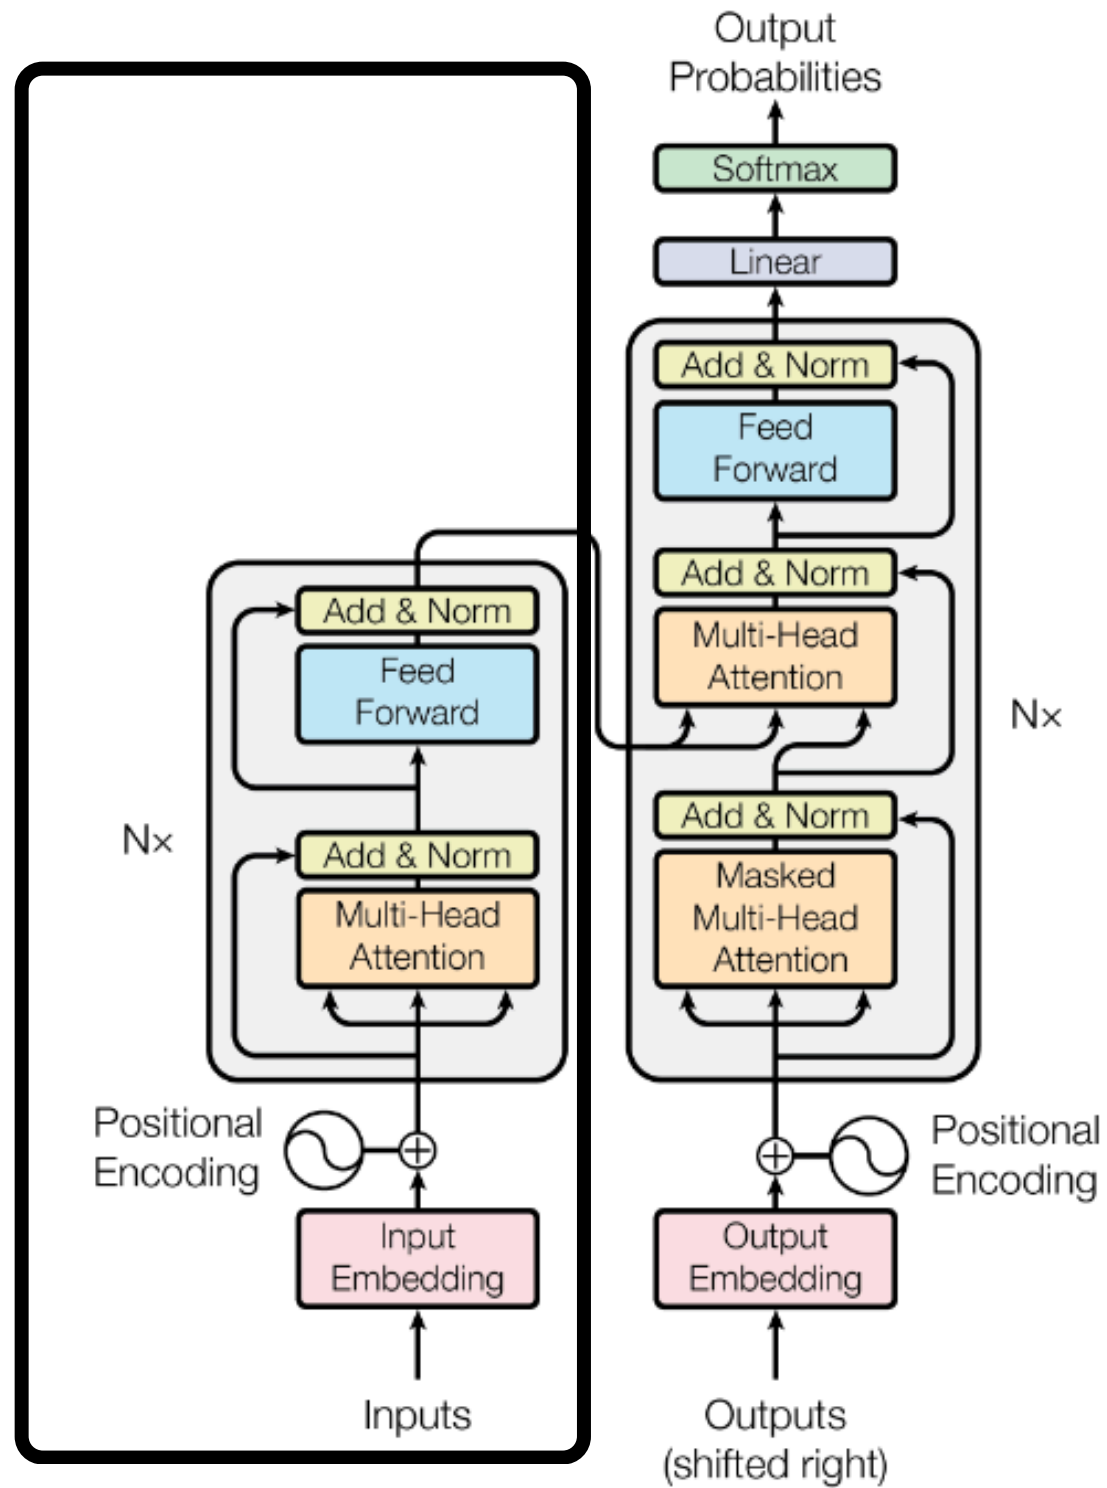 Output
Probabilities
Softmax
Linear
Add & Norm
Feed
Forward
Add & Norm
Multi-Head
Attention
Nx
Add & Norm
Masked
Multi-Head
Attention
Positional
Encoding
Output
Embedding
Outputs
(shifted right)
Add & Norm
Feed
Forward
Nx
Add & Norm
Multi-Head
Attention
Positional
Encoding
Input
Embedding
Inputs